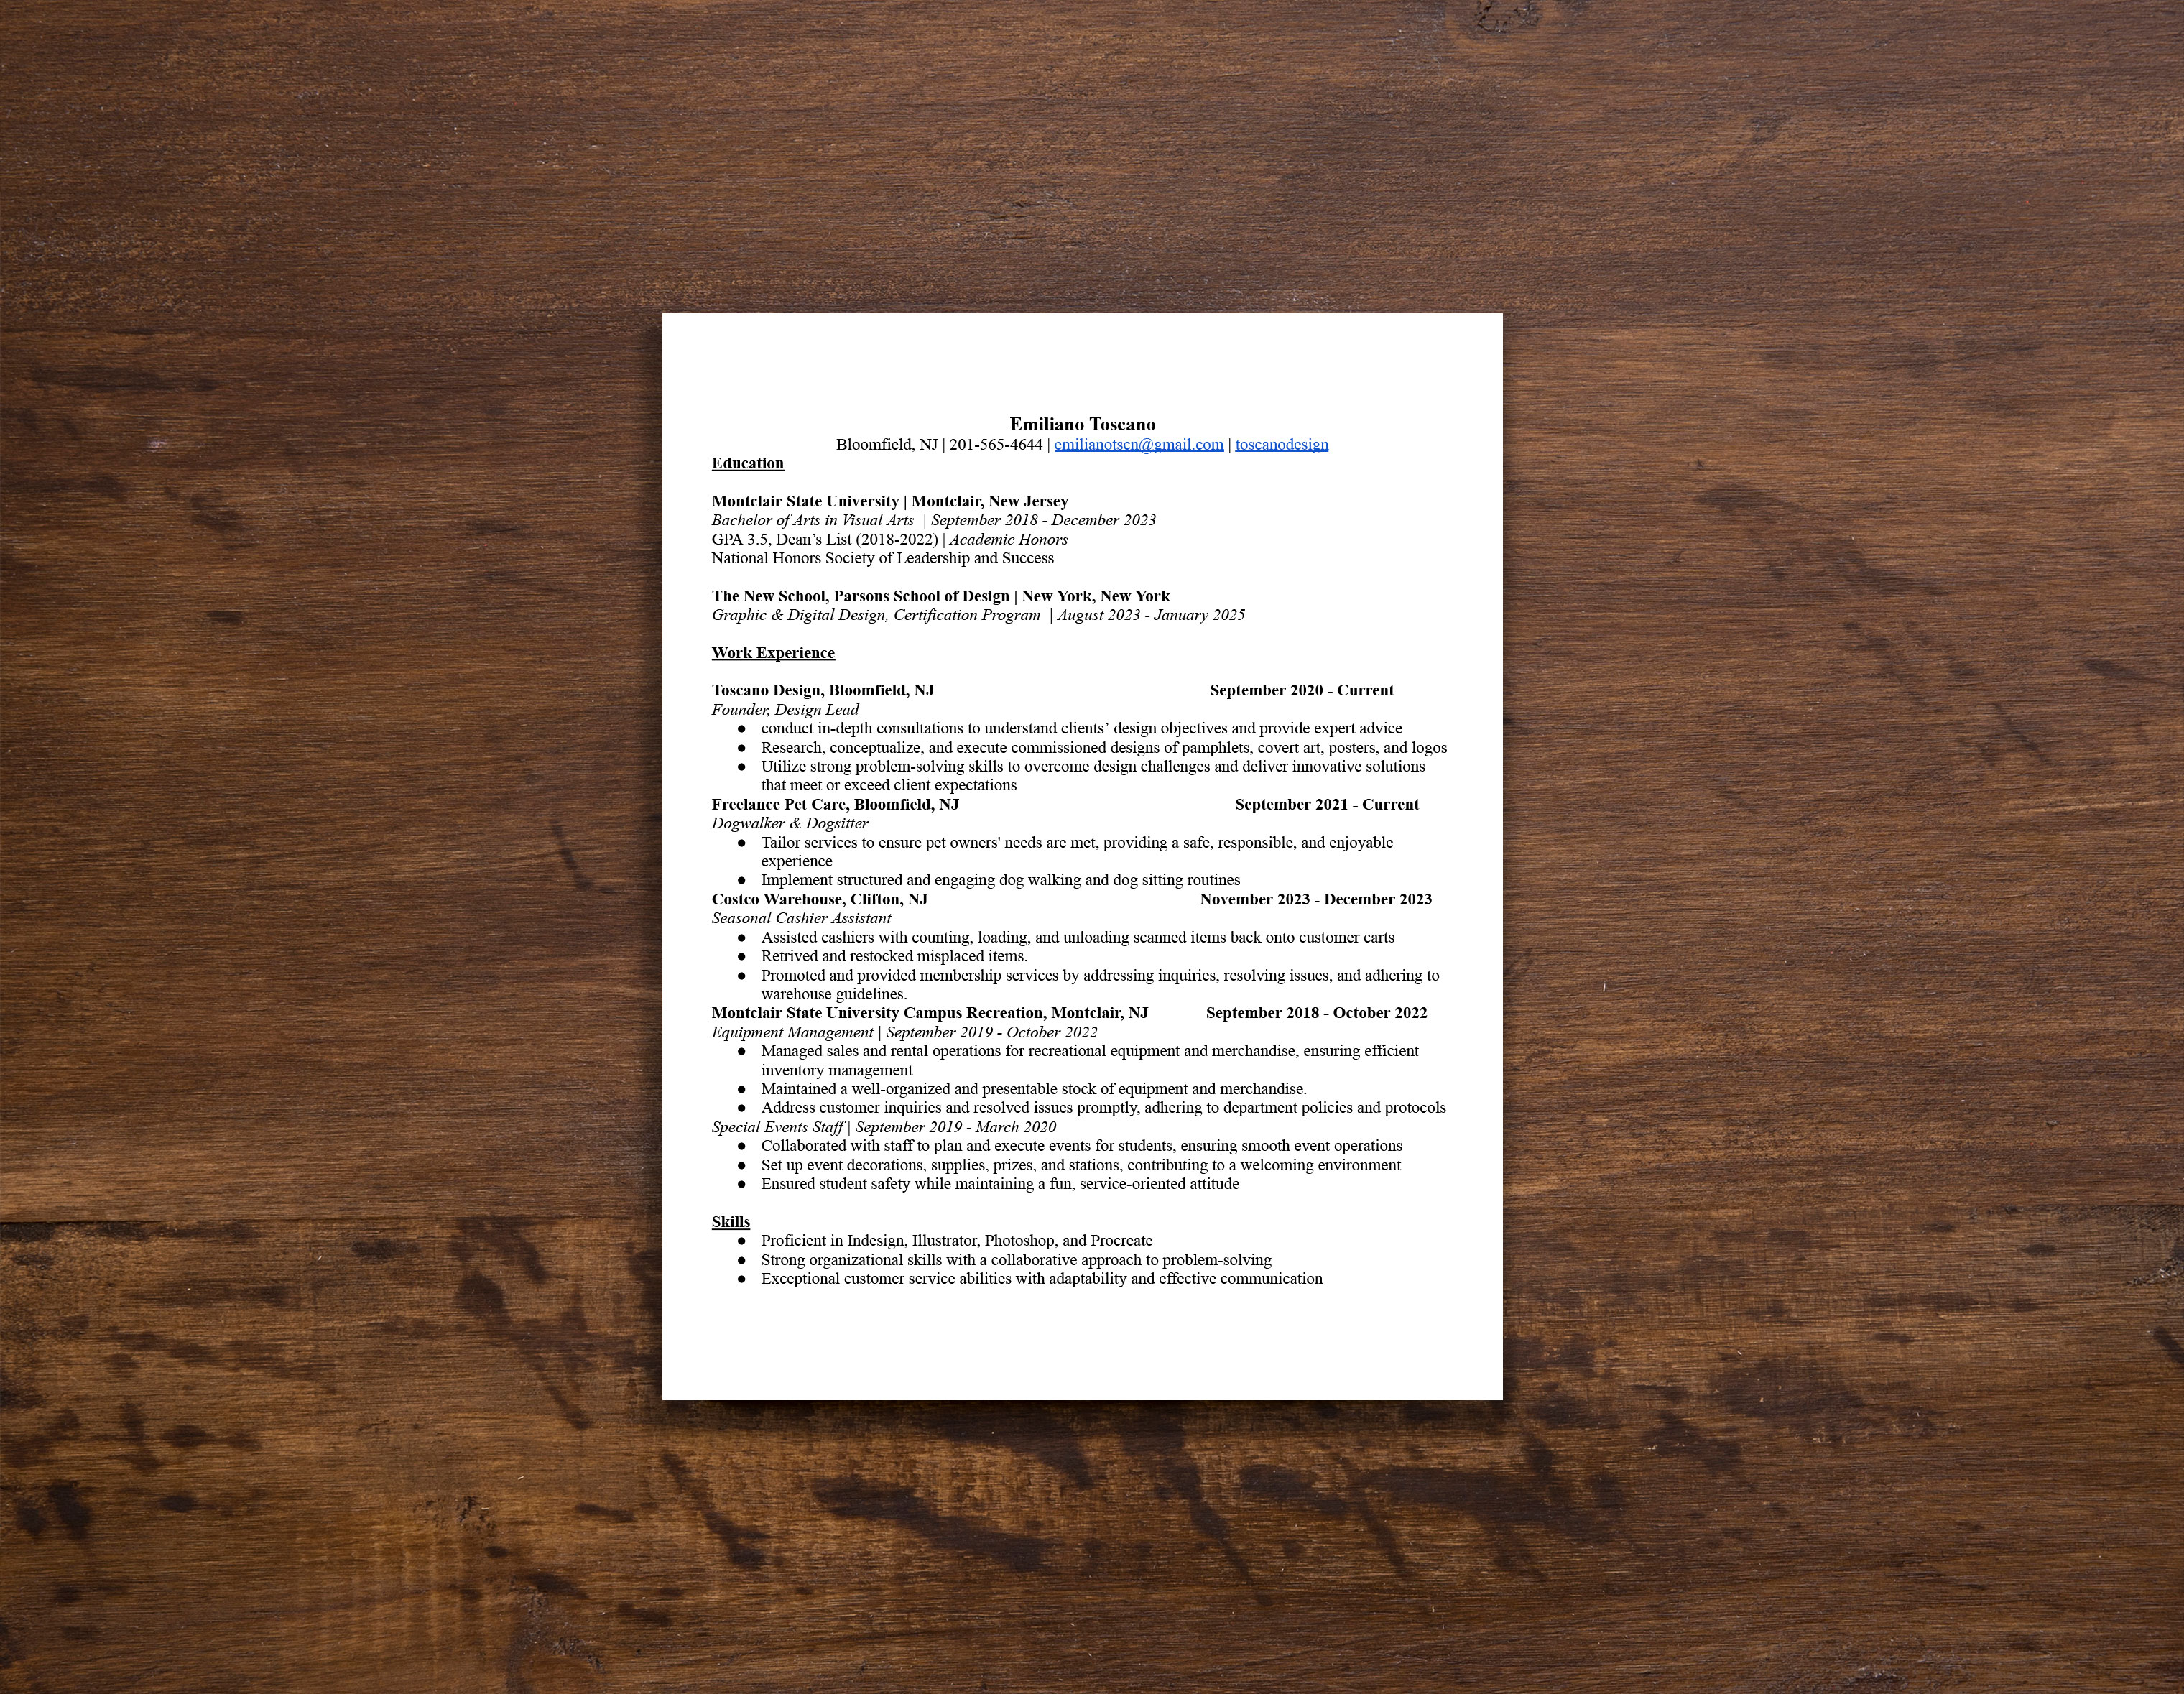 Emiliano Toscano
Bloomfield, NJ | 201-565-4644 | emilianotscn@gmail.com | toscanodesign
Education
Montclair State University | Montclair, New Jersey
Bachelor of Arts in Visual Arts | September 2018 - December 2023
GPA 3.5, Dean’s List (2018-2022) | Academic Honors
National Honors Society of Leadership and Success
The New School, Parsons School of Design | New York, New York
Graphic & Digital Design, Certification Program | August 2023 - January 2025
Work Experience
Toscano Design, Bloomfield, NJ September 2020 - Current
Founder, Design Lead
● conduct in-depth consultations to understand clients’ design objectives and provide expert advice
● Research, conceptualize, and execute commissioned designs of pamphlets, covert art, posters, and logos
● Utilize strong problem-solving skills to overcome design challenges and deliver innovative solutions
that meet or exceed client expectations
Freelance Pet Care, Bloomfield, NJ September 2021 - Current
Dogwalker & Dogsitter
● Tailor services to ensure pet owners' needs are met, providing a safe, responsible, and enjoyable
experience
● Implement structured and engaging dog walking and dog sitting routines
Costco Warehouse, Clifton, NJ November 2023 - December 2023
Seasonal Cashier Assistant
● Assisted cashiers with counting, loading, and unloading scanned items back onto customer carts
● Retrived and restocked misplaced items.
● Promoted and provided membership services by addressing inquiries, resolving issues, and adhering to
warehouse guidelines.
Montclair State University Campus Recreation, Montclair, NJ September 2018 - October 2022
Equipment Management | September 2019 - October 2022
● Managed sales and rental operations for recreational equipment and merchandise, ensuring efficient
inventory management
● Maintained a well-organized and presentable stock of equipment and merchandise.
● Address customer inquiries and resolved issues promptly, adhering to department policies and protocols
Special Events Staff | September 2019 - March 2020
● Collaborated with staff to plan and execute events for students, ensuring smooth event operations
● Set up event decorations, supplies, prizes, and stations, contributing to a welcoming environment
● Ensured student safety while maintaining a fun, service-oriented attitude
Skills
● Proficient in Indesign, Illustrator, Photoshop, and Procreate
● Strong organizational skills with a collaborative approach to problem-solving
● Exceptional customer service abilities with adaptability and effective communication